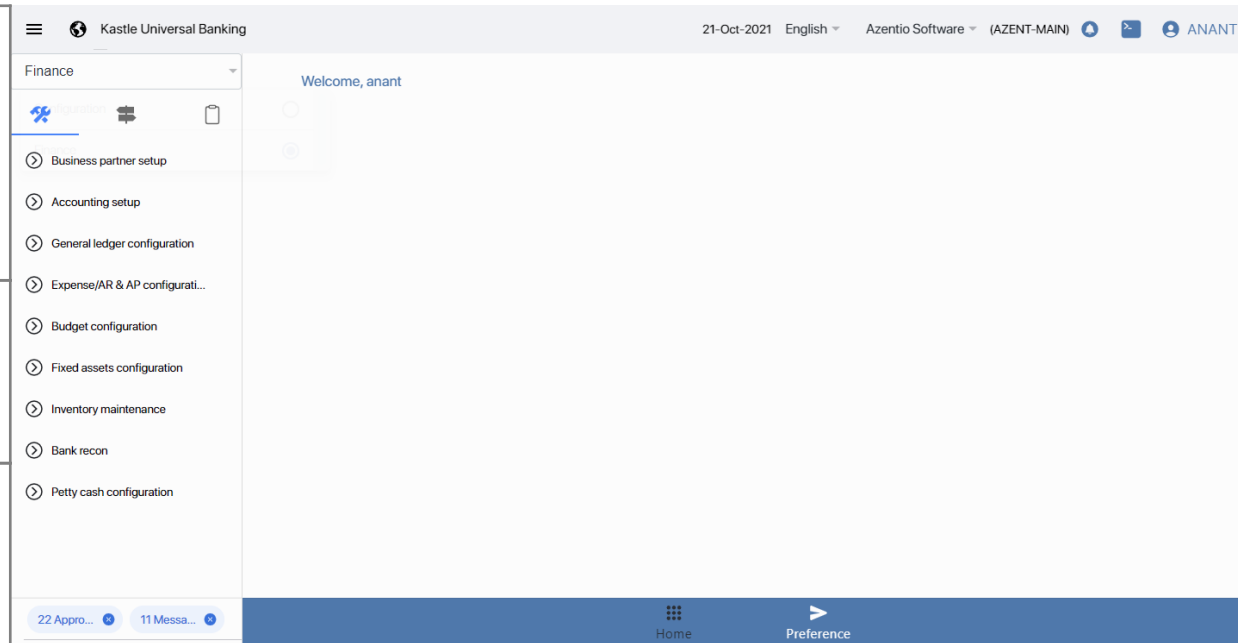 Kastle Universal Banking
21-Oct-2021 English Azentio Software (AZENT-MAIN) ANANT
Finance
Welcome, anant
Business partner setup
Accounting setup
General ledger configuration
Expense/AR & AP configurati...
Budget configuration
Fixed assets configuration
Inventory maintenance
Bank recon
Petty cash configuration
22 Appro... 11 Messa...
Home Preference